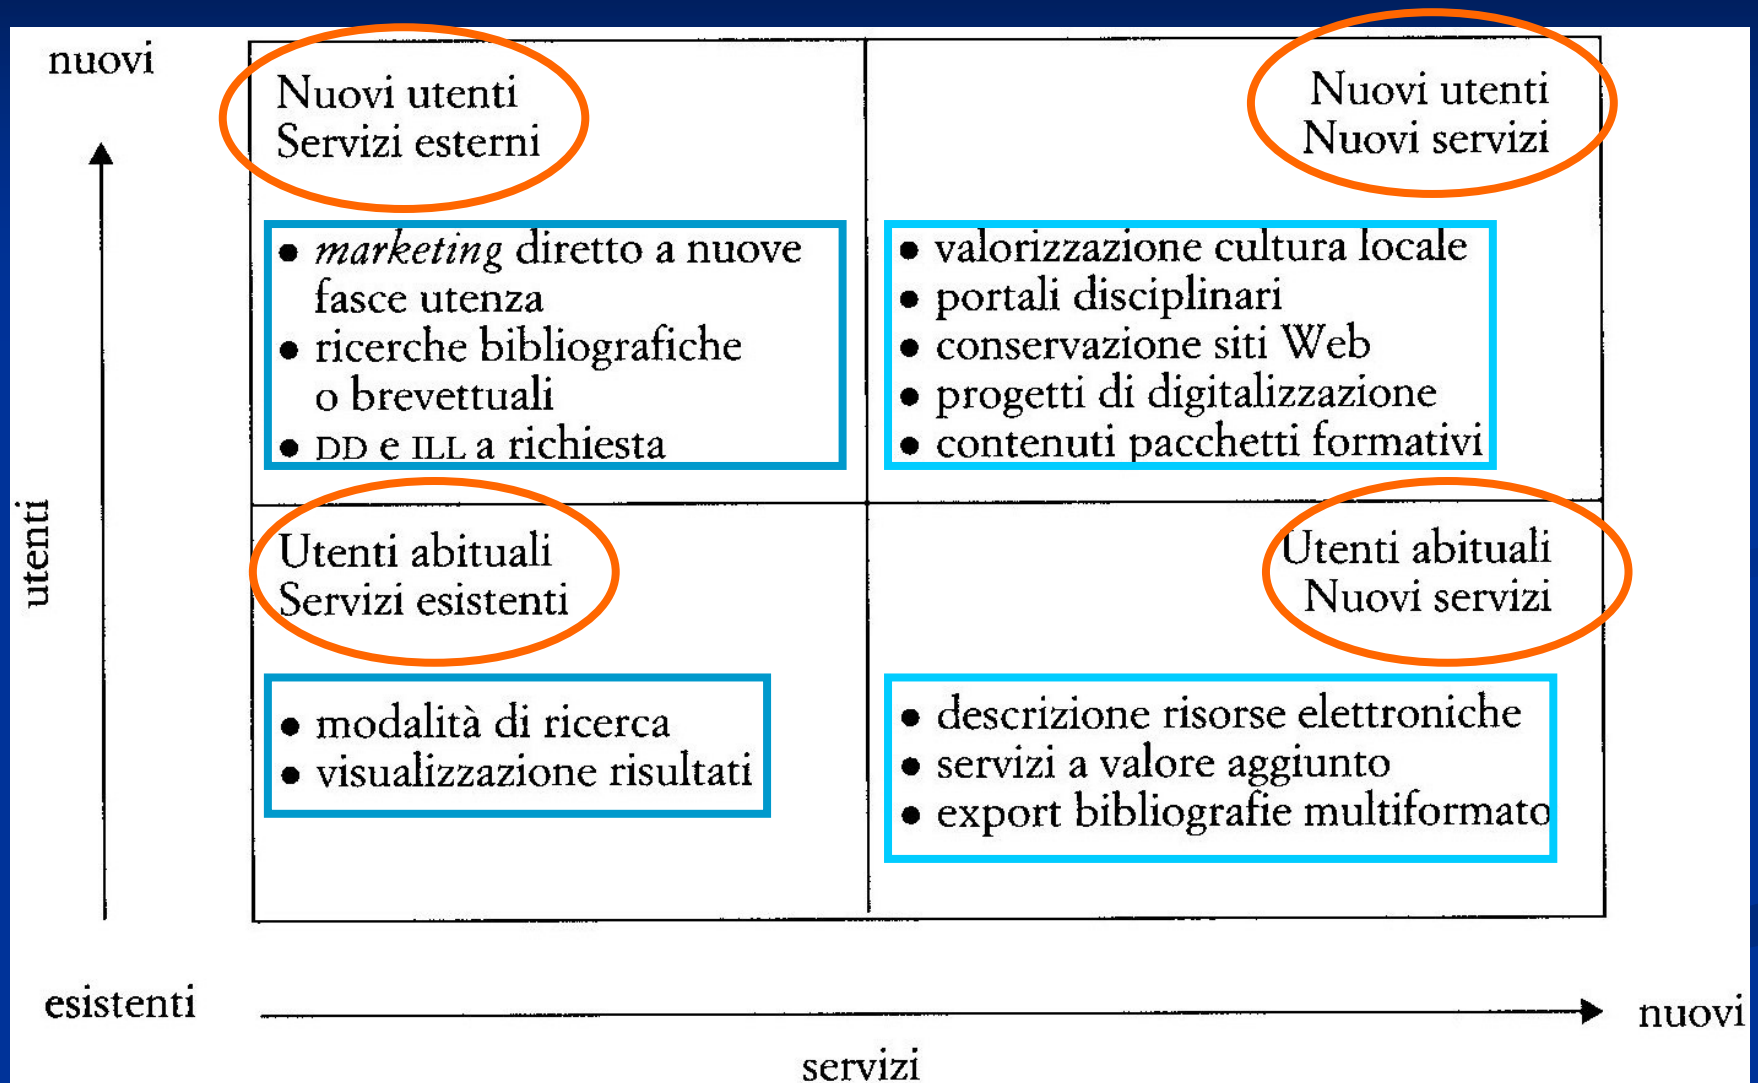 nuovi
Nuovi utenti
Servizi esterni
Nuovi utenti
Nuovi servizi
• marketing diretto a nuove
fasce utenza
• ricerche bibliografiche
o brevettuali
• DD e ILL a richiesta
• valorizzazione cultura locale
• portali disciplinari
• conservazione siti Web
• progetti di digitalizzazione
• contenuti pacchetti formativi
utenti
Utenti abituali
Servizi esistenti
Utenti abituali
Nuovi servizi
• modalità di ricerca
• visualizzazione risultati
• descrizione risorse elettroniche
• servizi a valore aggiunto
• export bibliografie multiformato
esistenti
nuovi
servizi